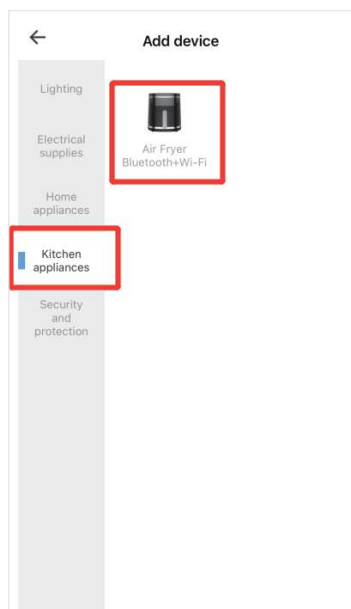 Add device
Lighting
Electrical
supplies
Home
appliances
Kitchen
appliances
Security
and
protection
Air Fryer
Bluetooth+Wi-Fi